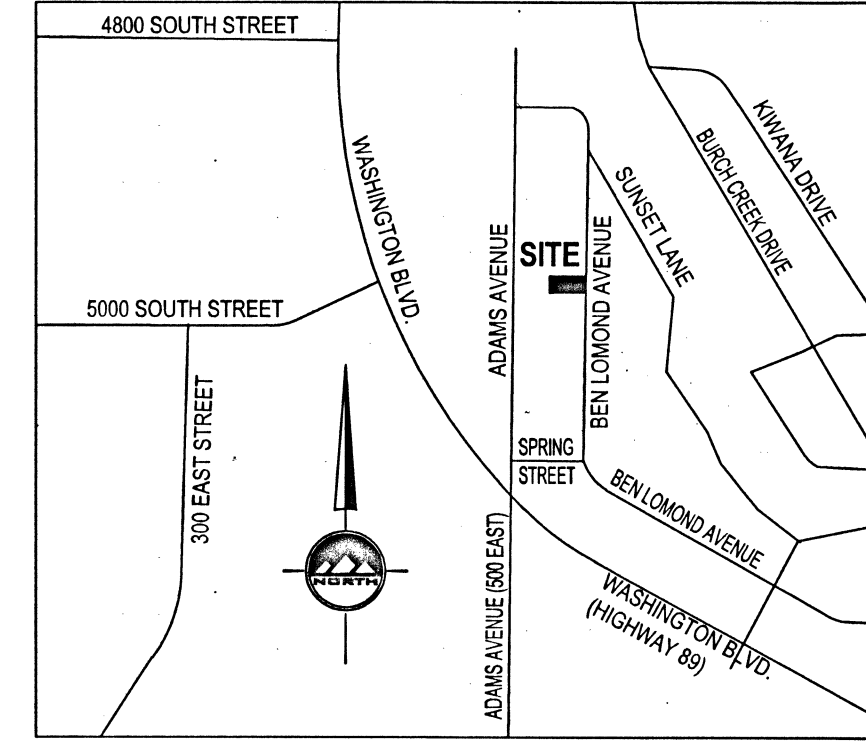 4800 SOUTH STREET
WASHINGTON BLVD.
KIWANA DRIVE
BURCH CREEK DRIVE
SUNSET LANE
ADAMS AVENUE
SITE
BEN LOMOND AVENUE
5000 SOUTH STREET
300 EAST STREET
SPRING
STREET
BEN LOMOND AVENUE
ADAMS AVENUE (500 EAST)
NORTH
WASHINGTON BLVD.
(HIGHWAY 89)